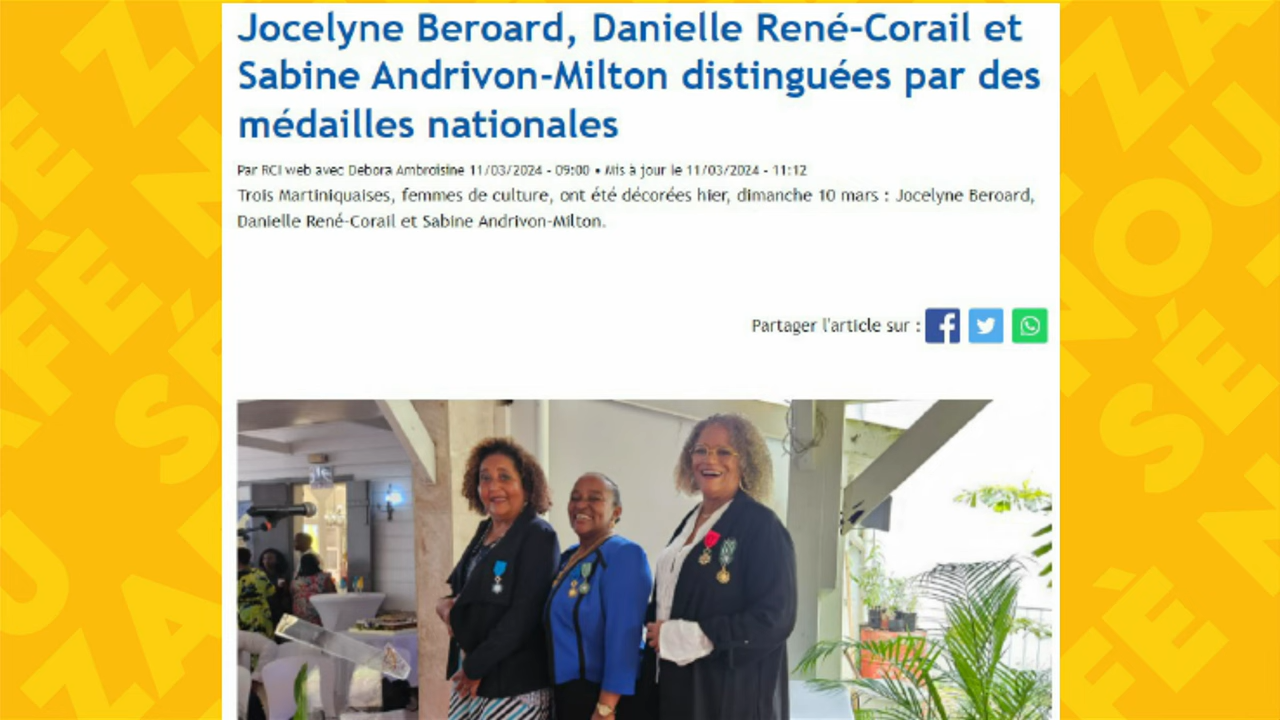 Jocelyne Beroard, Danielle René-Corail et
Sabine Andrivon-Milton distinguées par des
médailles nationales
Par RCI web avec Debora Ambroisine 11/03/2024 - 09:00 • Mis à jour le 11/03/2024 - 11:12
Trois Martiniquaises, femmes de culture, ont été décorées hier, dimanche 10 mars : Jocelyne Beroard,
Danielle René-Corail et Sabine Andrivon-Milton.
Partager l'article sur :